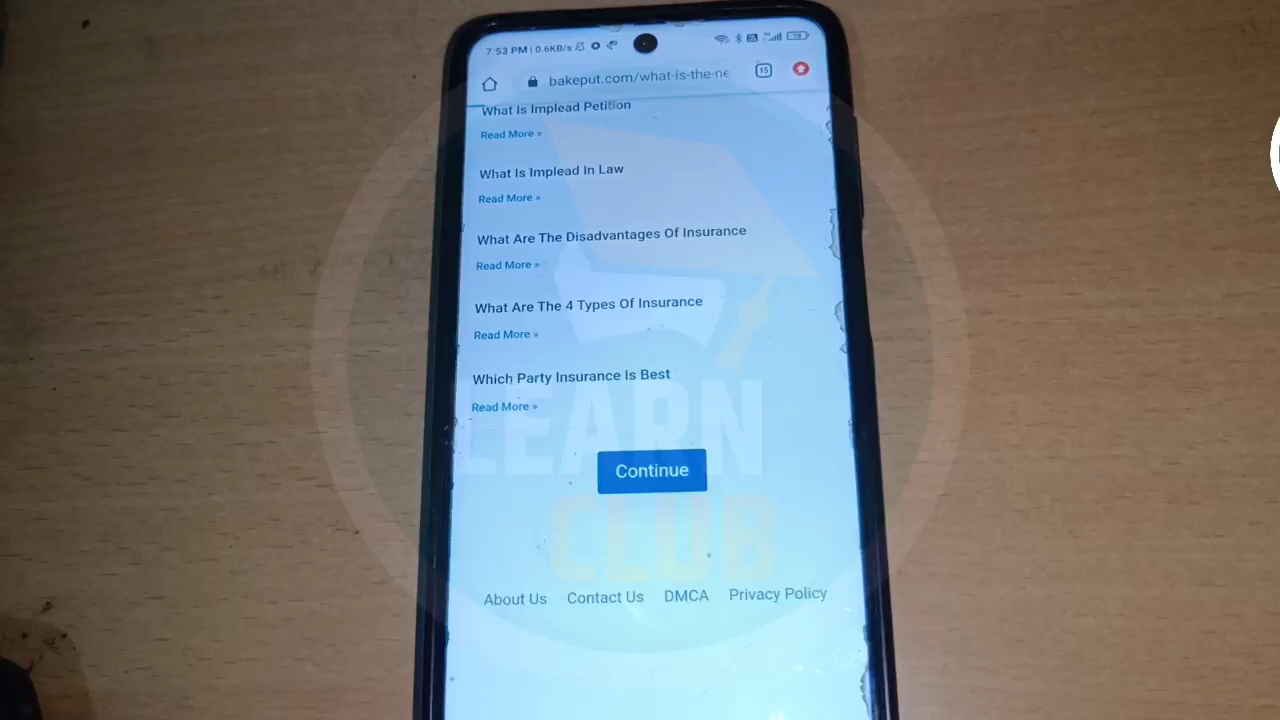 7:53 PM | 0.6KB/s
78
bakeput.com/what-is-the-ne
15
What Is Implead Petition
Read More »
What Is Implead In Law
Read More »
What Are The Disadvantages Of Insurance
Read More »
What Are The 4 Types Of Insurance
Read More »
Which Party Insurance Is Best
Read More »
LEARN
Continue
CLUB
About Us Contact Us DMCA Privacy Policy